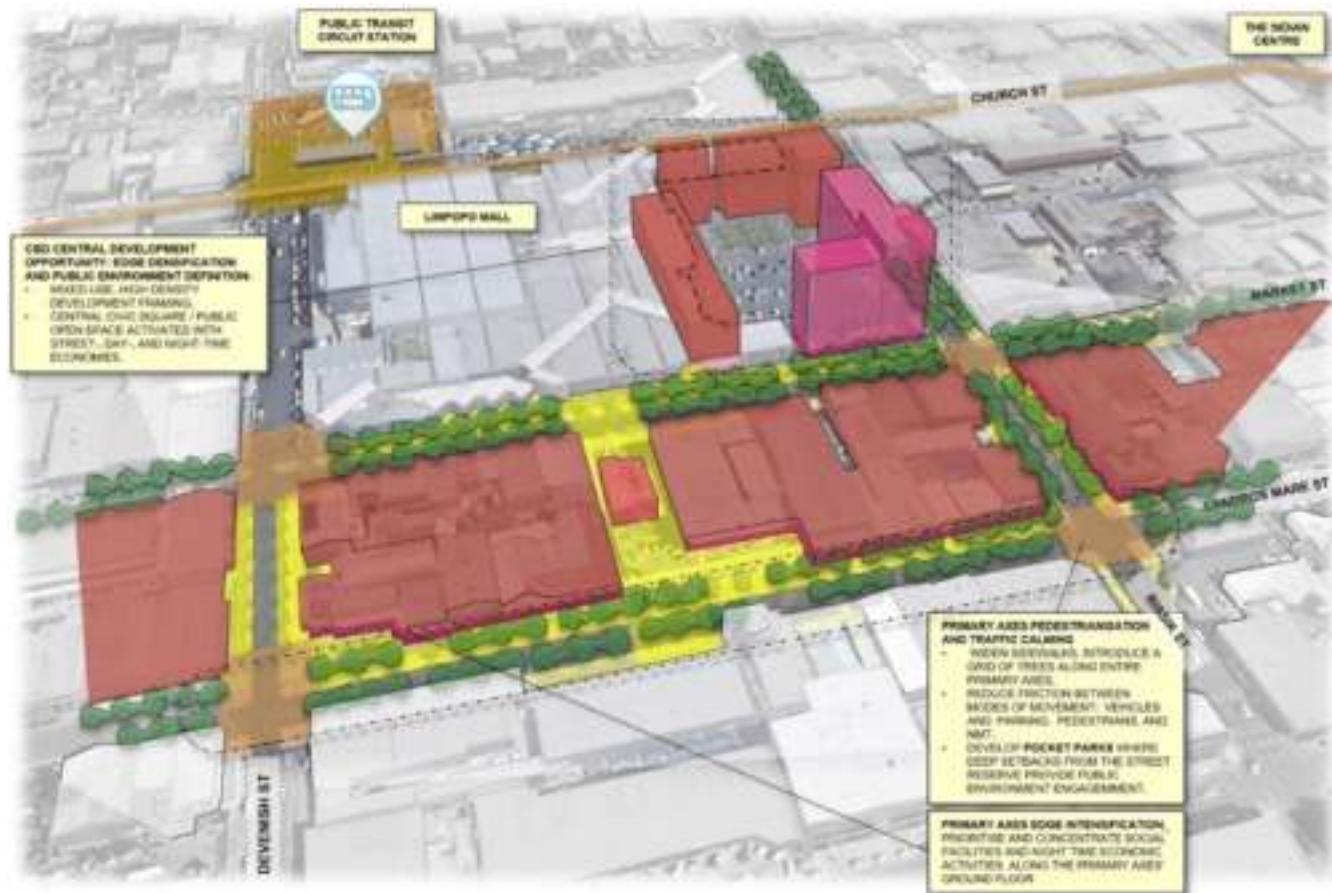 PUBLIC TRANSIT
CIRCUIT STATION
THE INDIAN
CENTRE
CHURCH ST
LIMPOPO MALL
CBD CENTRAL DEVELOPMENT
OPPORTUNITY: EDGE DENSIFICATION
AND PUBLIC ENVIRONMENT DEFINITION:
• MIXED USE, HIGH DENSITY
DEVELOPMENT FRAMING.
• CENTRAL CIVIC SQUARE / PUBLIC
OPEN SPACE ACTIVATED WITH
STREET-, DAY-, AND NIGHT-TIME
ECONOMIES.
MARKET ST
LANDROS MARE ST
PRIMARY AXES PEDESTRIANISATION
AND TRAFFIC CALMING
• WIDEN SIDEWALKS, INTRODUCE A
GRID OF TREES ALONG ENTIRE
PRIMARY AXES.
• REDUCE FRICTION BETWEEN
MODES OF MOVEMENT: VEHICLES
AND PARKING, PEDESTRIANS, AND
NMT.
• DEVELOP POCKET PARKS WHERE
DEEP SETBACKS FROM THE STREET
RESERVE PROVIDE PUBLIC
ENVIRONMENT ENGAGEMENT.
ST
DEVENISH ST
PRIMARY AXES EDGE INTENSIFICATION:
PRIORITISE AND CONCENTRATE SOCIAL
FACILITIES AND NIGHT TIME ECONOMIC
ACTIVITIES, ALONG THE PRIMARY AXES'
GROUND FLOOR